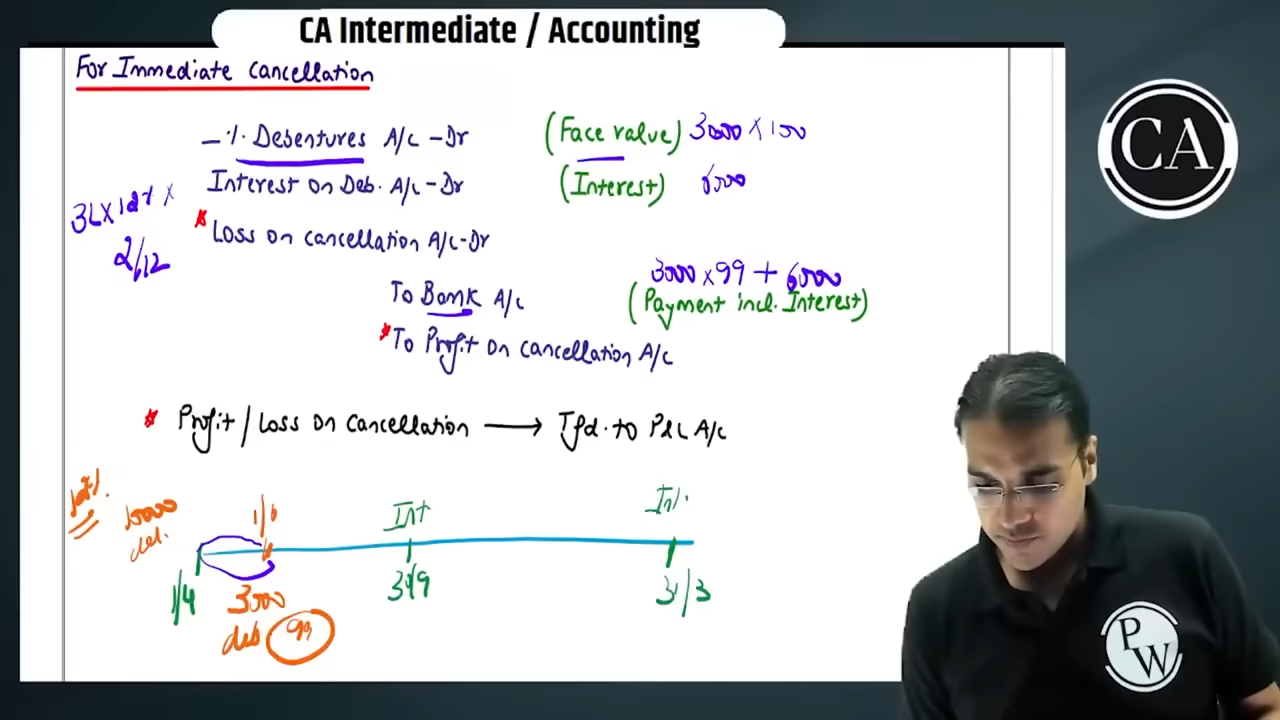 CA Intermediate / Accounting
For Immediate Cancellation
CA
– % Debentures A/c – Dr (Face value) 3000 × 100
Interest on Deb. A/c – Dr (Interest) 6000
3L × 12% × 2/12
* Loss on cancellation A/c – Dr
3000 × 99 + 6000
To Bank A/c (Payment incl. Interest)
* To Profit on cancellation A/c
* Profit / Loss on Cancellation → Tfd. to P&L A/c
12%
10000 deb.
1/6
Int
Int.
1/4
30/9
31/3
3000
deb 99
PW